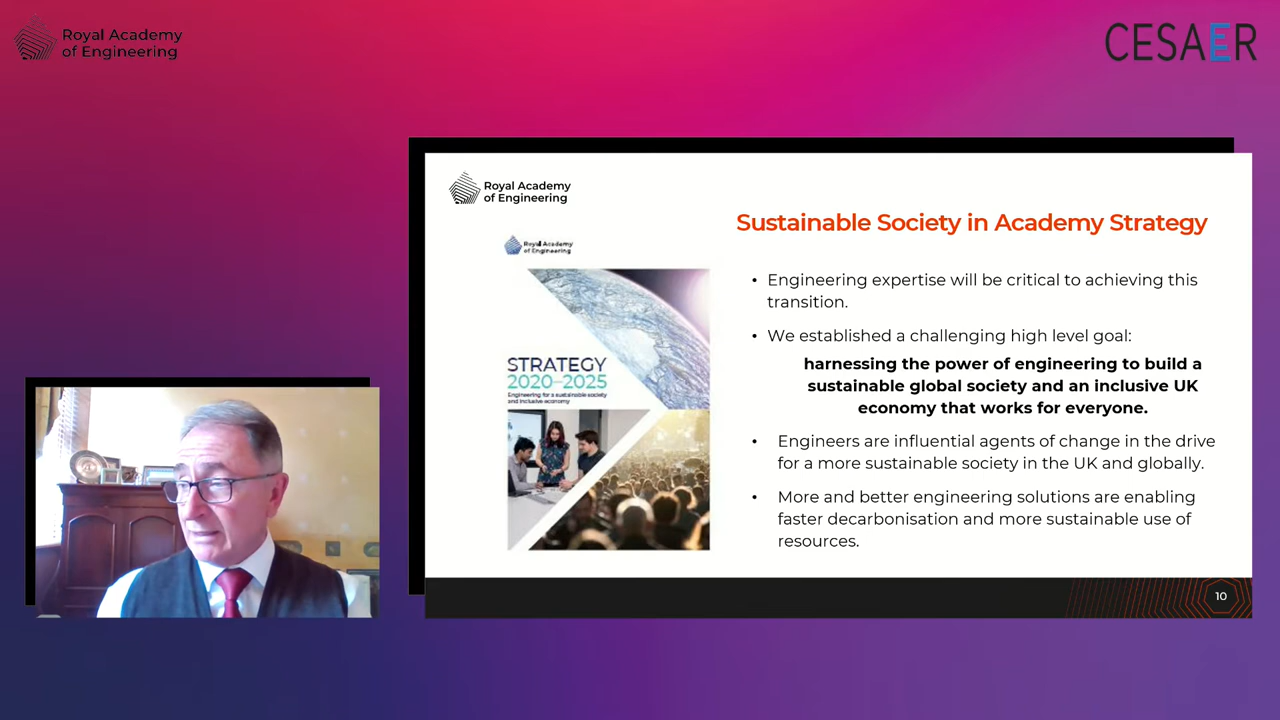 Royal Academy
of Engineering
CESAER
Royal Academy
of Engineering
Sustainable Society in Academy Strategy
Royal Academy
of Engineering
STRATEGY
2020–2025
Engineering for a sustainable society
and inclusive economy
• Engineering expertise will be critical to achieving this
transition.
• We established a challenging high level goal:
harnessing the power of engineering to build a
sustainable global society and an inclusive UK
economy that works for everyone.
• Engineers are influential agents of change in the drive
for a more sustainable society in the UK and globally.
• More and better engineering solutions are enabling
faster decarbonisation and more sustainable use of
resources.
10